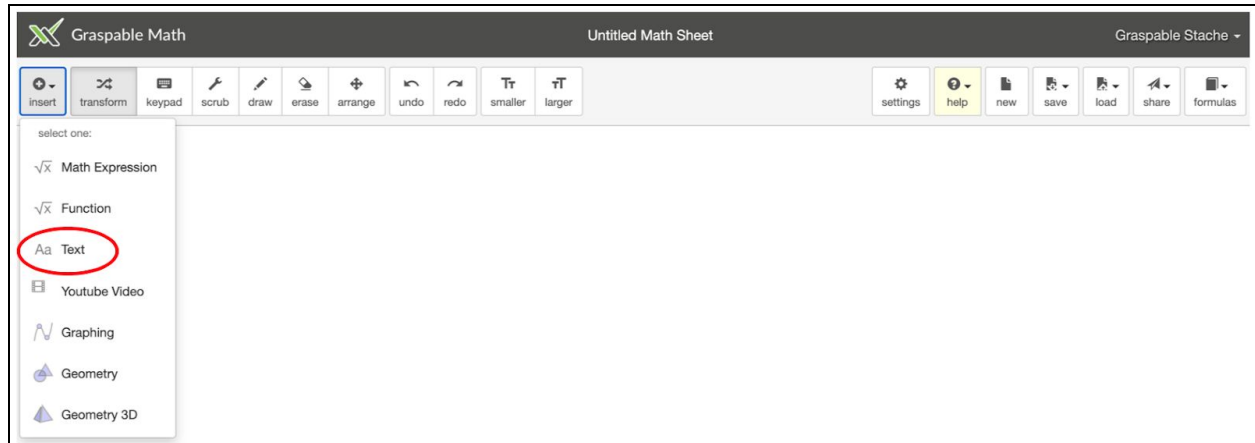 Graspable Math
Untitled Math Sheet
Graspable Stache
insert
transform
keypad
scrub
draw
erase
arrange
undo
redo
Tт
smaller
тT
larger
settings
help
new
save
load
share
formulas
select one:
√x Math Expression
√x Function
Aa Text
Youtube Video
Graphing
Geometry
Geometry 3D